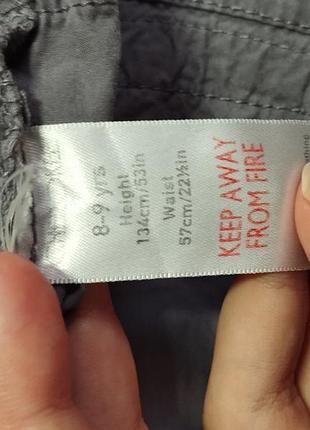 8-9 yrs
Height
134cm/53in
Waist
57cm/22½in
KEEP AWAY
FROM FIRE